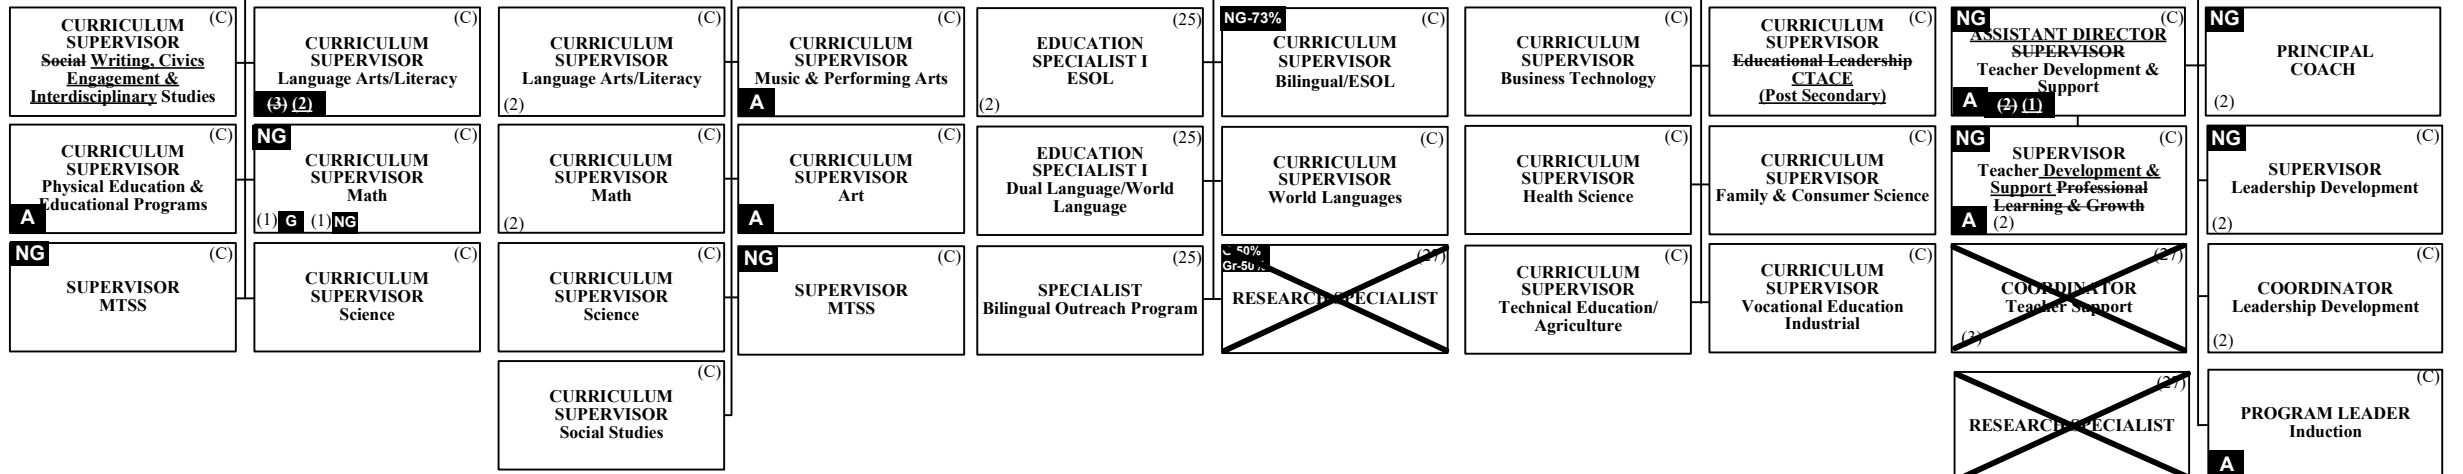 (C)
CURRICULUM
SUPERVISOR
Social Writing, Civics
Engagement &
Interdisciplinary Studies
(C)
CURRICULUM
SUPERVISOR
Language Arts/Literacy
(3) (2)
(C)
CURRICULUM
SUPERVISOR
Language Arts/Literacy
(2)
(C)
CURRICULUM
SUPERVISOR
Music & Performing Arts
A
(25)
EDUCATION
SPECIALIST I
ESOL
(2)
NG-73%
(C)
CURRICULUM
SUPERVISOR
Bilingual/ESOL
(C)
CURRICULUM
SUPERVISOR
Business Technology
(C)
CURRICULUM
SUPERVISOR
Educational Leadership
CTACE
(Post Secondary)
NG
(C)
ASSISTANT DIRECTOR
SUPERVISOR
Teacher Development &
Support
A
(2) (1)
NG
PRINCIPAL
COACH
(2)
(C)
CURRICULUM
SUPERVISOR
Physical Education &
Educational Programs
A
NG
(C)
CURRICULUM
SUPERVISOR
Math
(1) G (1) NG
(C)
CURRICULUM
SUPERVISOR
Math
(2)
(C)
CURRICULUM
SUPERVISOR
Art
A
(25)
EDUCATION
SPECIALIST I
Dual Language/World
Language
(C)
CURRICULUM
SUPERVISOR
World Languages
(C)
CURRICULUM
SUPERVISOR
Health Science
(C)
CURRICULUM
SUPERVISOR
Family & Consumer Science
NG
(C)
SUPERVISOR
Teacher Development &
Support Professional
Learning & Growth
A
(2)
NG
(C)
SUPERVISOR
Leadership Development
(2)
NG
(C)
SUPERVISOR
MTSS
(C)
CURRICULUM
SUPERVISOR
Science
(C)
CURRICULUM
SUPERVISOR
Science
NG
(C)
SUPERVISOR
MTSS
(25)
SPECIALIST
Bilingual Outreach Program
C-50%
Gr-50%
(27)
RESEARCH SPECIALIST
(C)
CURRICULUM
SUPERVISOR
Technical Education/
Agriculture
(C)
CURRICULUM
SUPERVISOR
Vocational Education
Industrial
(27)
COORDINATOR
Teacher Support
(3)
(C)
COORDINATOR
Leadership Development
(2)
(C)
CURRICULUM
SUPERVISOR
Social Studies
(27)
RESEARCH SPECIALIST
(C)
PROGRAM LEADER
Induction
A